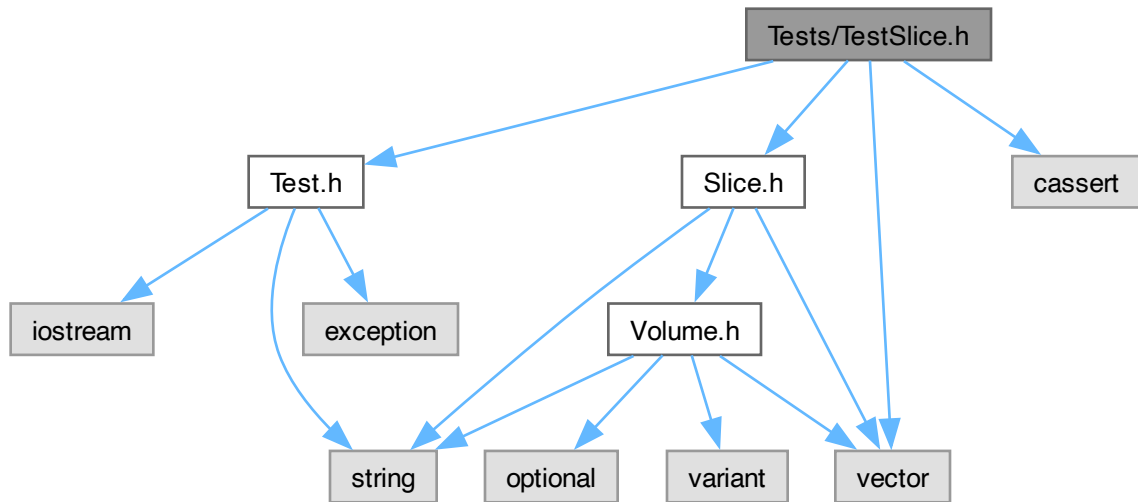 Tests/TestSlice.h
Test.h
Slice.h
cassert
iostream
exception
Volume.h
string
optional
variant
vector